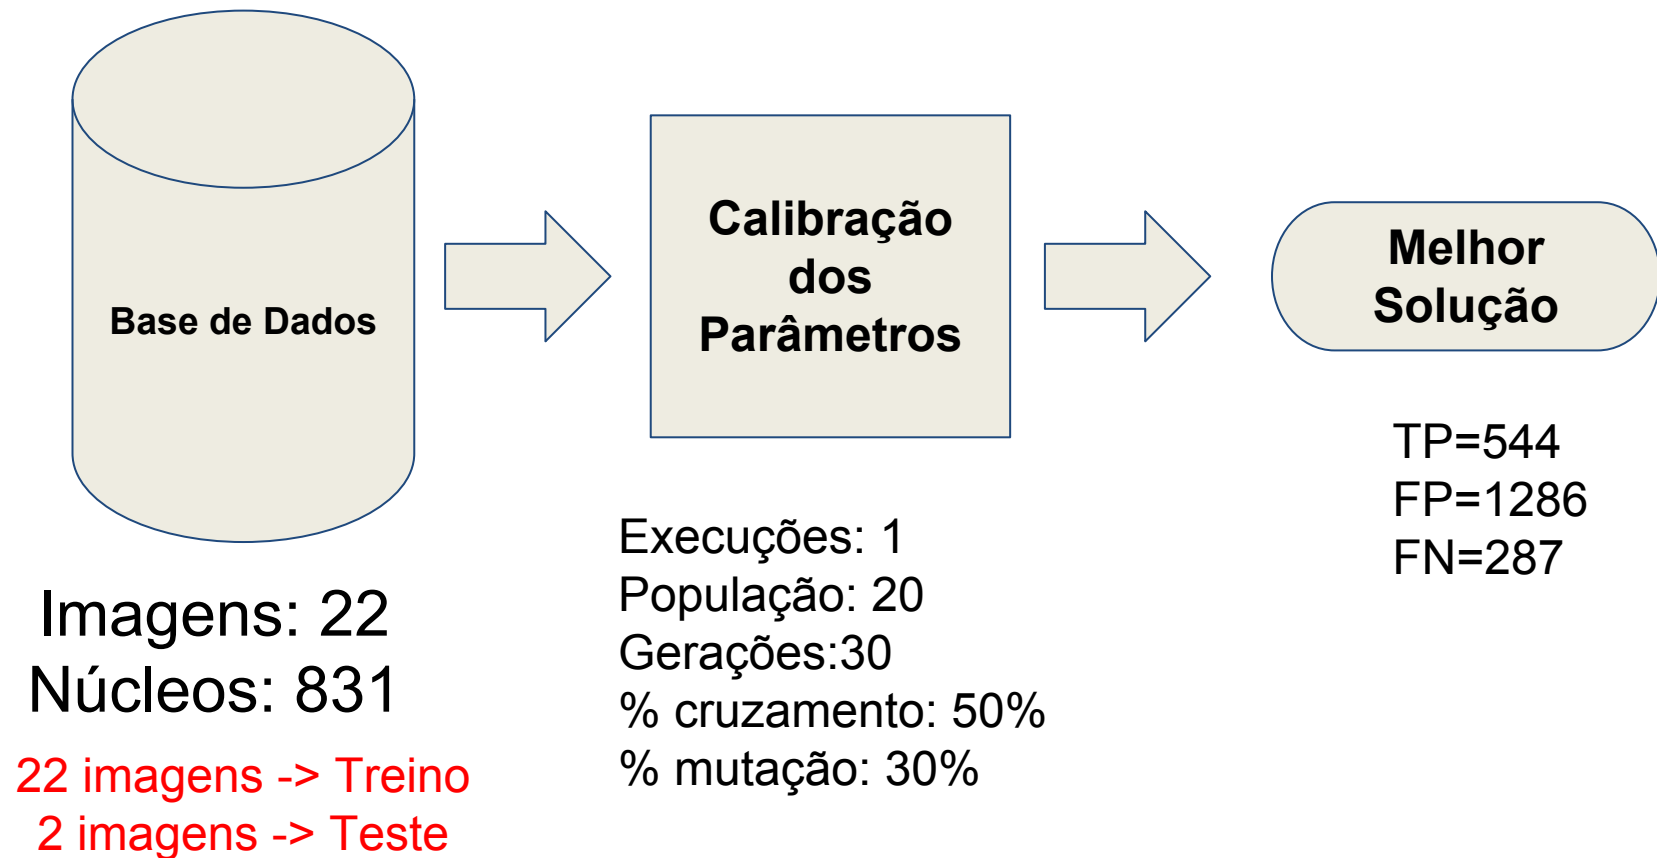 Base de Dados
Imagens: 22
Núcleos: 831
22 imagens -> Treino
2 imagens -> Teste
Calibração
dos
Parâmetros
Execuções: 1
População: 20
Gerações:30
% cruzamento: 50%
% mutação: 30%
Melhor
Solução
TP=544
FP=1286
FN=287